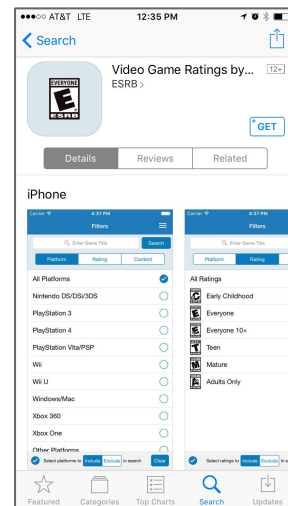 AT&T LTE 12:35 PM
Search
EVERYONE
E
ESRB
Video Game Ratings by... 12+
ESRB
+ GET
Details Reviews Related
iPhone
Carrier 4:37 PM
Filters
Enter Game Title Search
Platform Rating Content
All Platforms
Nintendo DS/DSi/3DS
PlayStation 3
PlayStation 4
PlayStation Vita/PSP
Wii
Wii U
Windows/Mac
Xbox 360
Xbox One
Other Platforms
Select platforms to Include Exclude in search Clear
Carrier 4:37 PM
Filters
Enter Game Title
Platform Rating
All Ratings
Early Childhood
E Everyone
Everyone 10+
T Teen
M Mature
Adults Only
Select ratings to Include Exclude in
Featured Categories Top Charts Search Updates